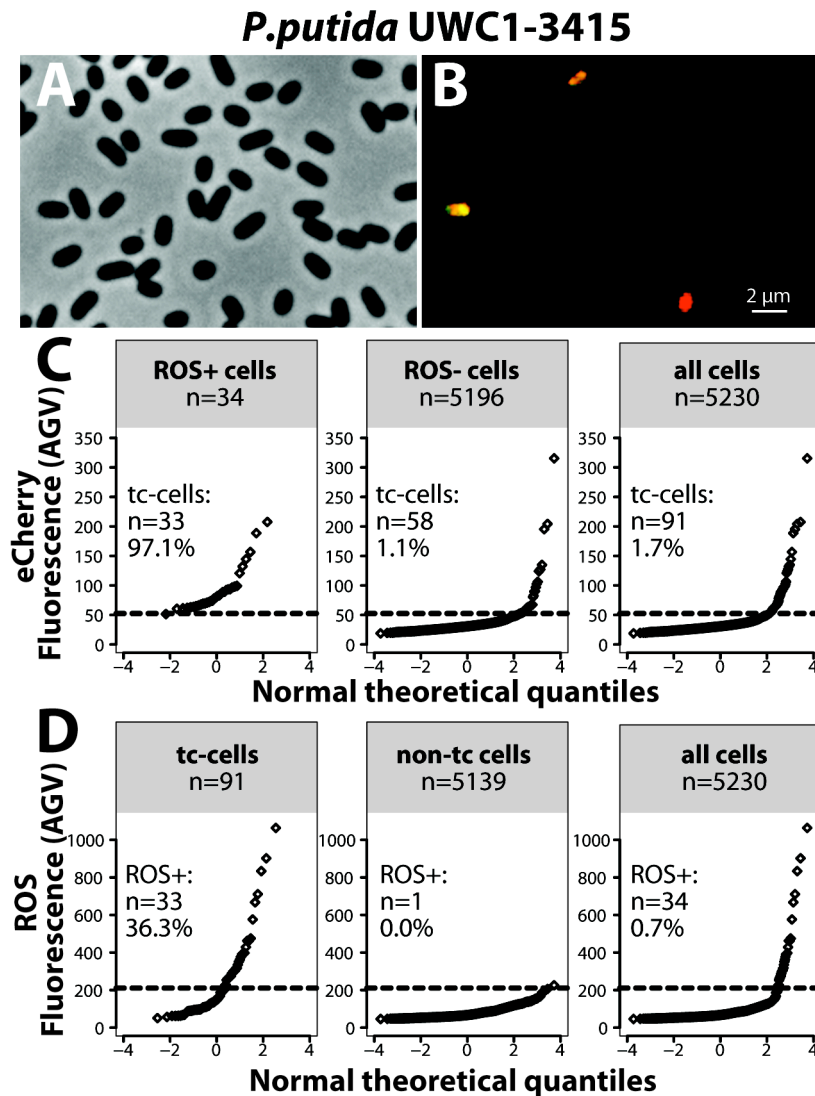 P.putida UWC1-3415
A
B
2 µm
C
ROS+ cells
n=34
ROS- cells
n=5196
all cells
n=5230
eCherry
Fluorescence (AGV)
350
300
250
200
150
100
50
0
tc-cells:
n=33
97.1%
−4 −2 0 2 4
350
300
250
200
150
100
50
0
tc-cells:
n=58
1.1%
−4 −2 0 2 4
350
300
250
200
150
100
50
0
tc-cells:
n=91
1.7%
−4 −2 0 2 4
Normal theoretical quantiles
D
tc-cells
n=91
non-tc cells
n=5139
all cells
n=5230
ROS
Fluorescence (AGV)
1000
800
600
400
200
0
ROS+:
n=33
36.3%
−4 −2 0 2 4
1000
800
600
400
200
0
ROS+:
n=1
0.0%
−4 −2 0 2 4
1000
800
600
400
200
0
ROS+:
n=34
0.7%
−4 −2 0 2 4
Normal theoretical quantiles